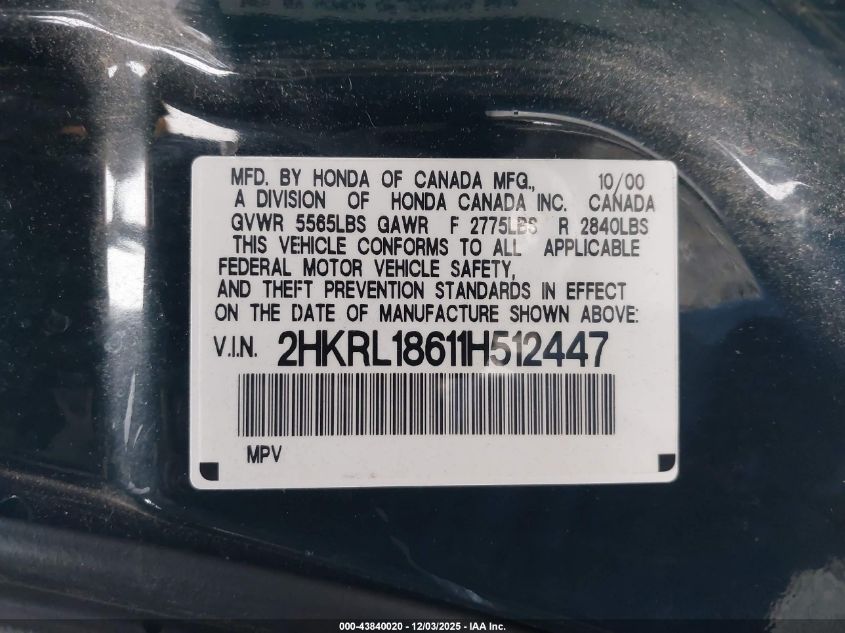 MFD. BY HONDA OF CANADA MFG., 10/00
A DIVISION OF HONDA CANADA INC. CANADA
GVWR 5565LBS GAWR F 2775LBS R 2840LBS
THIS VEHICLE CONFORMS TO ALL APPLICABLE
FEDERAL MOTOR VEHICLE SAFETY,
AND THEFT PREVENTION STANDARDS IN EFFECT
ON THE DATE OF MANUFACTURE SHOWN ABOVE:
V.I.N. 2HKRL18611H512447
MPV
000-43840020 - 12/03/2025 - IAA Inc.